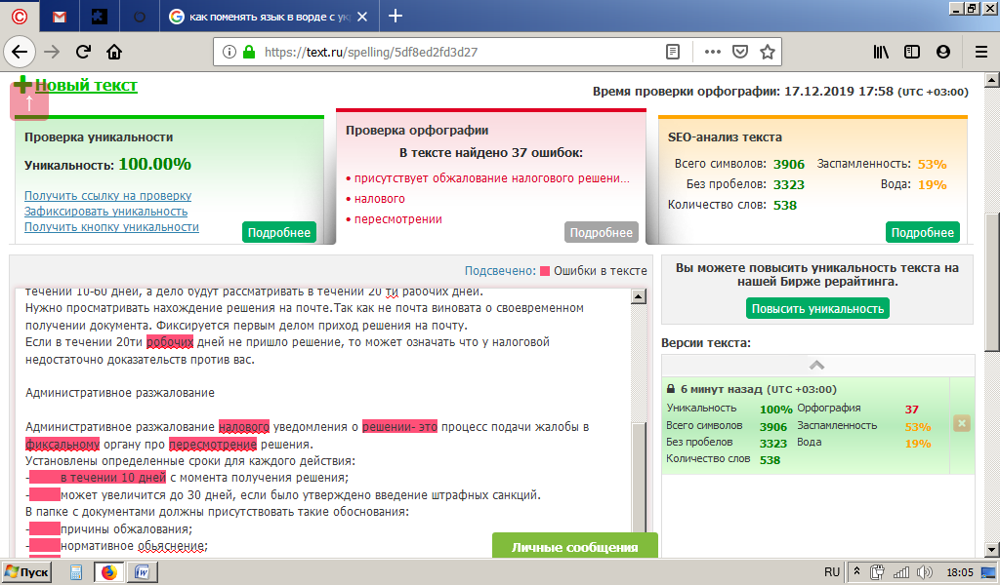 как поменять язык в ворде с ук
https://text.ru/spelling/5df8ed2fd3d27
Новый текст
Время проверки орфографии: 17.12.2019 17:58 (UTC +03:00)
Проверка уникальности
Уникальность: 100.00%
Получить ссылку на проверку
Зафиксировать уникальность
Получить кнопку уникальности
Подробнее
Проверка орфографии
В тексте найдено 37 ошибок:
• присутствует обжалование налогового решени...
• налового
• пересмотрении
Подробнее
SEO-анализ текста
Всего символов: 3906 Заспамленность: 53%
Без пробелов: 3323 Вода: 19%
Количество слов: 538
Подробнее
Подсвечено: Ошибки в тексте
течении 10-60 дней, а дело будут рассматривать в течении 20 ти рабочих дней.
Нужно просматривать нахождение решения на почте.Так как не почта виновата о своевременном
получении документа. Фиксируется первым делом приход решения на почту.
Если в течении 20ти робочих дней не пришло решение, то может означать что у налоговой
недостаточно доказательств против вас.
Административное разжалование
Административное разжалование налового уведомления о решении- это процесс подачи жалобы в
фиксальному органу про пересмотрение решения.
Установлены определенные сроки для каждого действия:
- в течении 10 дней с момента получения решения;
- может увеличится до 30 дней, если было утверждено введение штрафных санкций.
В папке с документами должны присутствовать такие обоснования:
- причины обжалования;
- нормативное обьяснение;
Вы можете повысить уникальность текста на
нашей Бирже рерайтинга.
Повысить уникальность
Версии текста:
6 минут назад (UTC +03:00)
Уникальность 100% Орфография 37
Всего символов 3906 Заспамленность 53%
Без пробелов 3323 Вода 19%
Количество слов 538
Личные сообщения
Пуск
RU
18:05